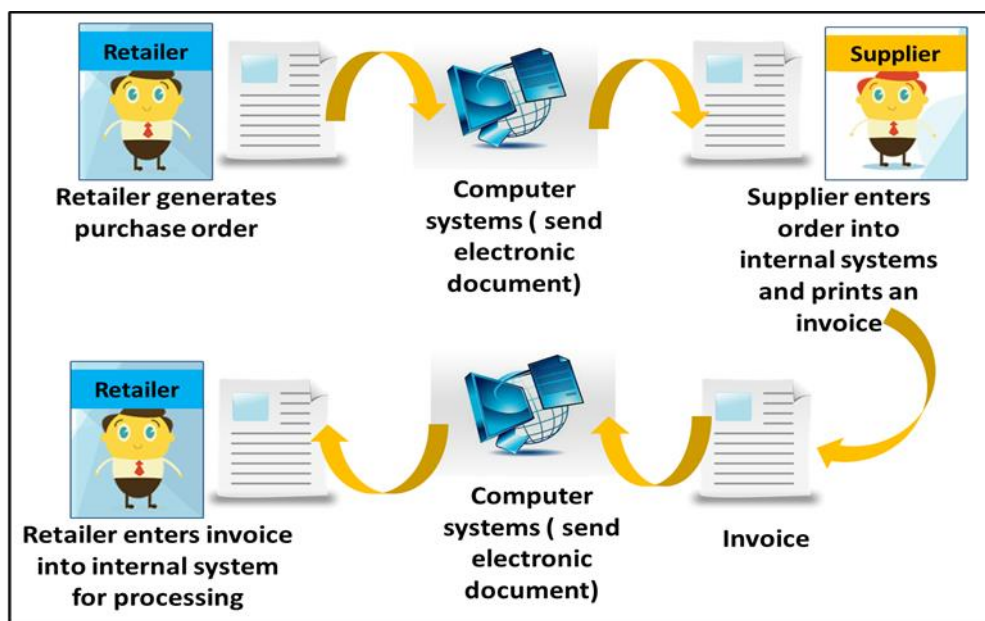 Retailer
Supplier
Retailer generates
purchase order
Computer
systems ( send
electronic
document)
Supplier enters
order into
internal systems
and prints an
invoice
Retailer
Retailer enters invoice
into internal system
for processing
Computer
systems ( send
electronic
document)
Invoice